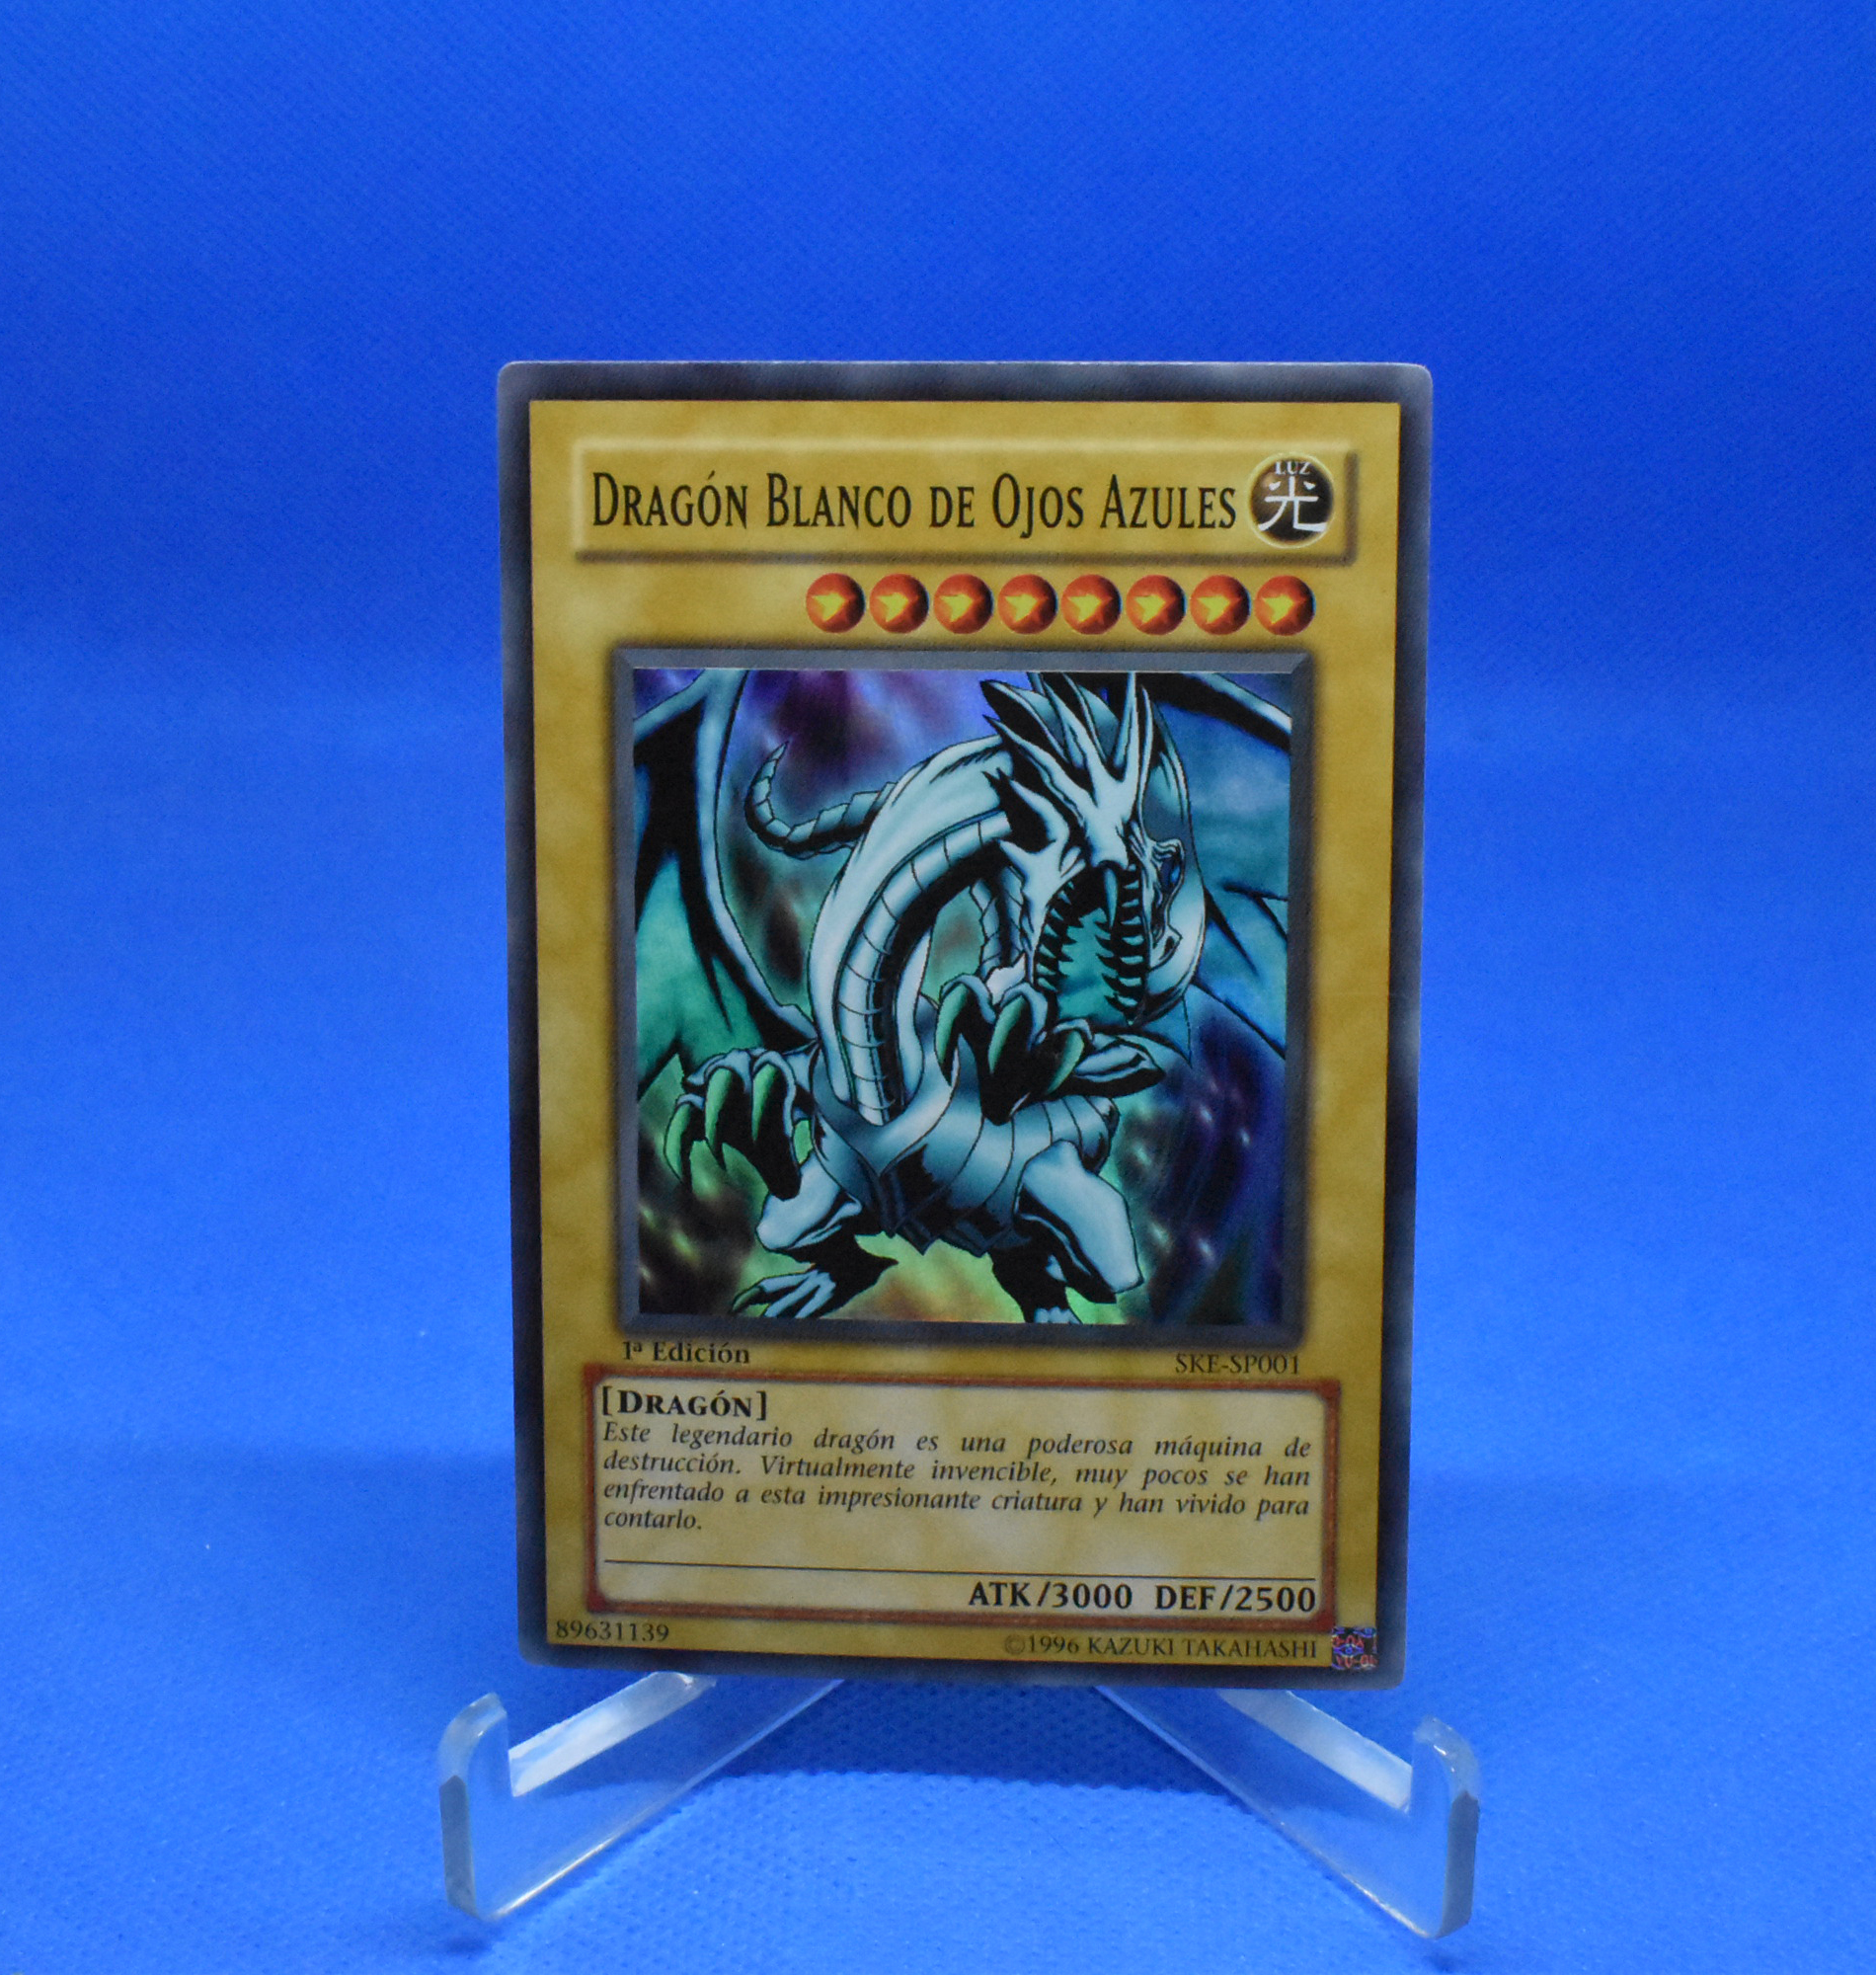 DRAGÓN BLANCO DE OJOS AZULES
LUZ
光
1ª Edición
SKE-SP001
[DRAGÓN]
Este legendario dragón es una poderosa máquina de
destrucción. Virtualmente invencible, muy pocos se han
enfrentado a esta impresionante criatura y han vivido para
contarlo.
ATK/3000 DEF/2500
89631139
©1996 KAZUKI TAKAHASHI